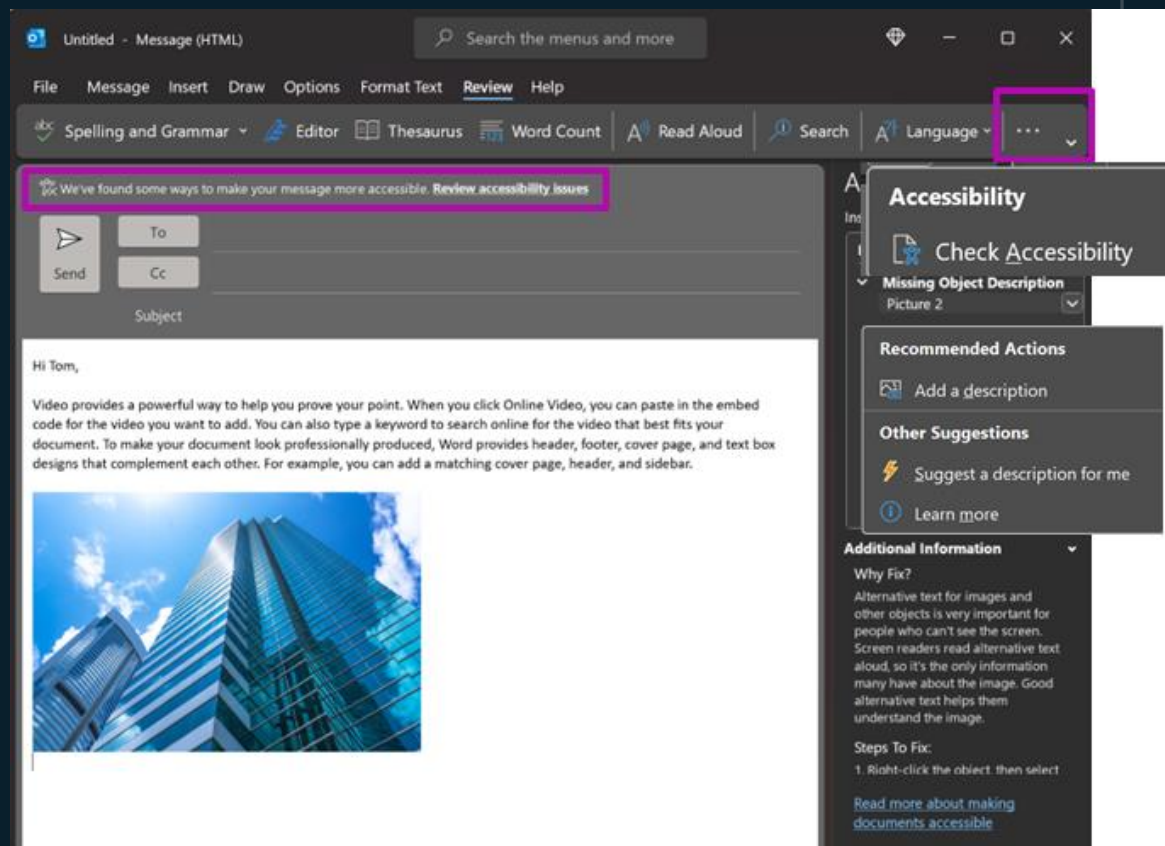 Untitled - Message (HTML)
Search the menus and more
File Message Insert Draw Options Format Text Review Help
abc Spelling and Grammar Editor Thesaurus Word Count Read Aloud Search Language ...
We've found some ways to make your message more accessible. Review accessibility issues
Send
To
Cc
Subject
Hi Tom,
Video provides a powerful way to help you prove your point. When you click Online Video, you can paste in the embed
code for the video you want to add. You can also type a keyword to search online for the video that best fits your
document. To make your document look professionally produced, Word provides header, footer, cover page, and text box
designs that complement each other. For example, you can add a matching cover page, header, and sidebar.
Accessibility
Check Accessibility
Missing Object Description
Picture 2
Recommended Actions
Add a description
Other Suggestions
Suggest a description for me
Learn more
Additional Information
Why Fix?
Alternative text for images and
other objects is very important for
people who can't see the screen.
Screen readers read alternative text
aloud, so it's the only information
many have about the image. Good
alternative text helps them
understand the image.
Steps To Fix:
1. Right-click the object, then select
Read more about making
documents accessible